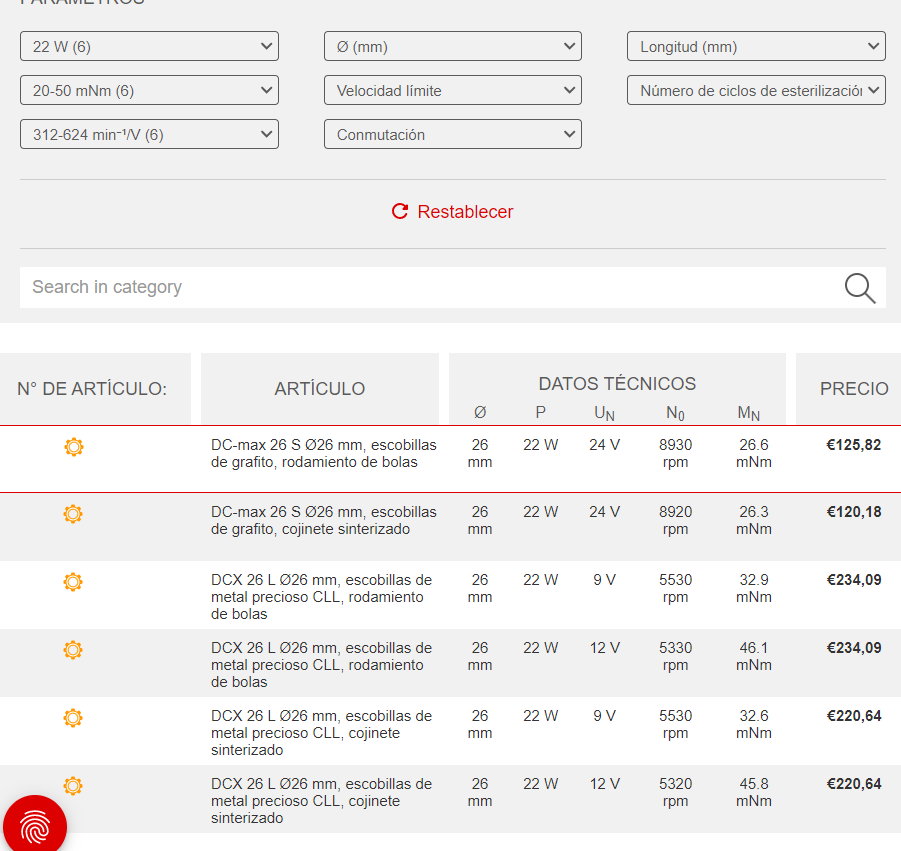 PARÁMETROS
22 W (6)
Ø (mm)
Longitud (mm)
20-50 mNm (6)
Velocidad límite
Número de ciclos de esterilización
312-624 min⁻¹/V (6)
Conmutación
Restablecer
Search in category
N° DE ARTÍCULO:
ARTÍCULO
DATOS TÉCNICOS
PRECIO
Ø P UN N0 MN
DC-max 26 S Ø26 mm, escobillas 26 22 W 24 V 8930 26.6 €125,82
de grafito, rodamiento de bolas mm rpm mNm
DC-max 26 S Ø26 mm, escobillas 26 22 W 24 V 8920 26.3 €120,18
de grafito, cojinete sinterizado mm rpm mNm
DCX 26 L Ø26 mm, escobillas de 26 22 W 9 V 5530 32.9 €234,09
metal precioso CLL, rodamiento mm rpm mNm
de bolas
DCX 26 L Ø26 mm, escobillas de 26 22 W 12 V 5330 46.1 €234,09
metal precioso CLL, rodamiento mm rpm mNm
de bolas
DCX 26 L Ø26 mm, escobillas de 26 22 W 9 V 5530 32.6 €220,64
metal precioso CLL, cojinete mm rpm mNm
sinterizado
DCX 26 L Ø26 mm, escobillas de 26 22 W 12 V 5320 45.8 €220,64
metal precioso CLL, cojinete mm rpm mNm
sinterizado